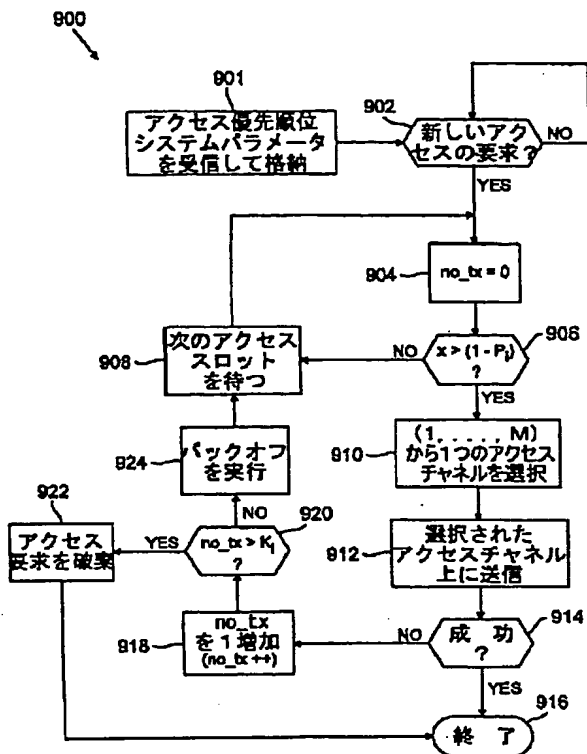 900
901
アクセス優先順位
システムパラメータ
を受信して格納
902
新しいアク
セスの要求?
NO
YES
904
no_tx = 0
906
x > (1 - Pi)
?
NO
YES
908
次のアクセス
スロット
を待つ
910
(1, . . . . , M)
から1つのアクセス
チャネルを選択
924
バックオフ
を実行
NO
922
アクセス
要求を破棄
YES
920
no_tx > Ki
?
912
選択された
アクセスチャネル
上に送信
918
no_tx
を1増加
(no_tx ++)
NO
914
成 功
?
YES
916
終 了